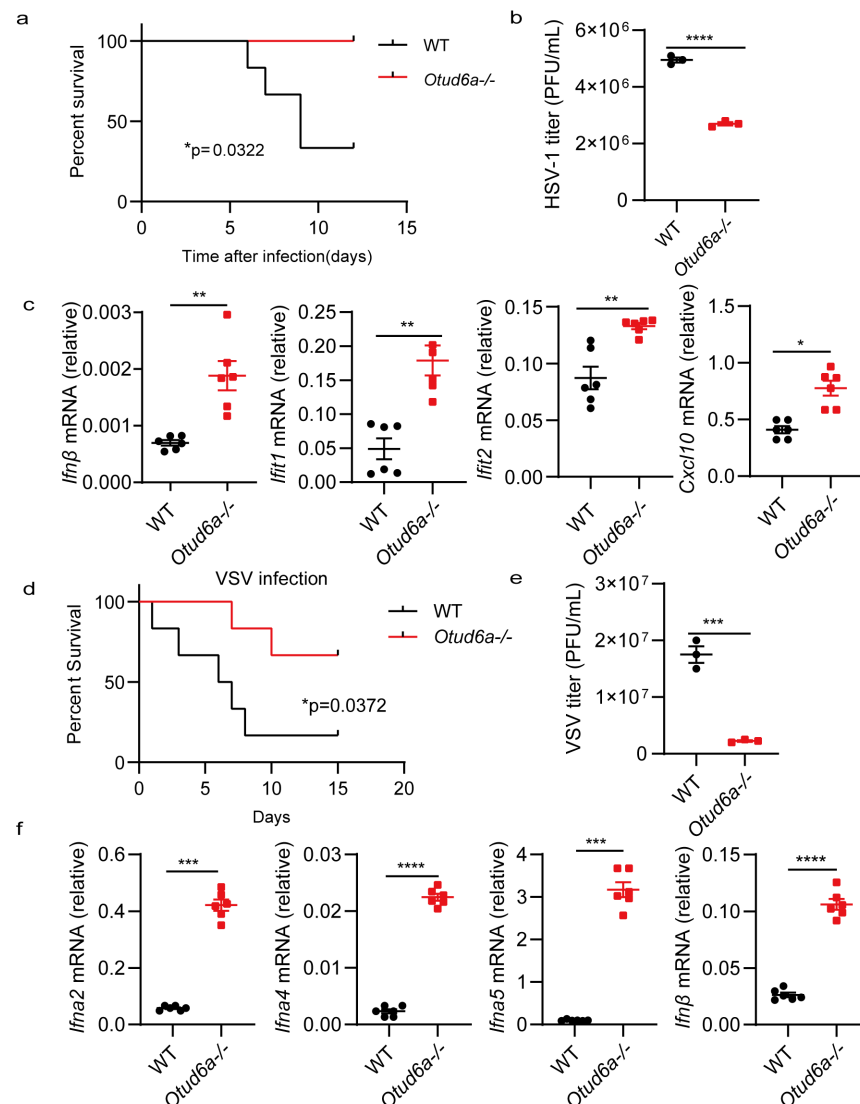 a
Percent survival
100
50
0
0 5 10 15
Time after infection(days)
*p=0.0322
WT
Otud6a-/-
b
HSV-1 titer (PFU/mL)
6×10⁶
4×10⁶
2×10⁶
0
****
WT
Otud6a-/-
c
Ifnβ mRNA (relative)
0.003
0.002
0.001
0.000
**
WT
Otud6a-/-
Ifit1 mRNA (relative)
0.25
0.20
0.15
0.10
0.05
0.00
**
WT
Otud6a-/-
Ifit2 mRNA (relative)
0.15
0.10
0.05
0.00
**
WT
Otud6a-/-
Cxcl10 mRNA (relative)
1.5
1.0
0.5
0.0
*
WT
Otud6a-/-
d
VSV infection
Percent Survival
100
50
0
0 5 10 15 20
Days
*p=0.0372
WT
Otud6a-/-
e
VSV titer (PFU/mL)
3×10⁷
2×10⁷
1×10⁷
0
***
WT
Otud6a-/-
f
Ifna2 mRNA (relative)
0.6
0.4
0.2
0.0
***
WT
Otud6a-/-
Ifna4 mRNA (relative)
0.03
0.02
0.01
0.00
****
WT
Otud6a-/-
Ifna5 mRNA (relative)
4
3
2
1
0
***
WT
Otud6a-/-
Ifnβ mRNA (relative)
0.15
0.10
0.05
0.00
****
WT
Otud6a-/-